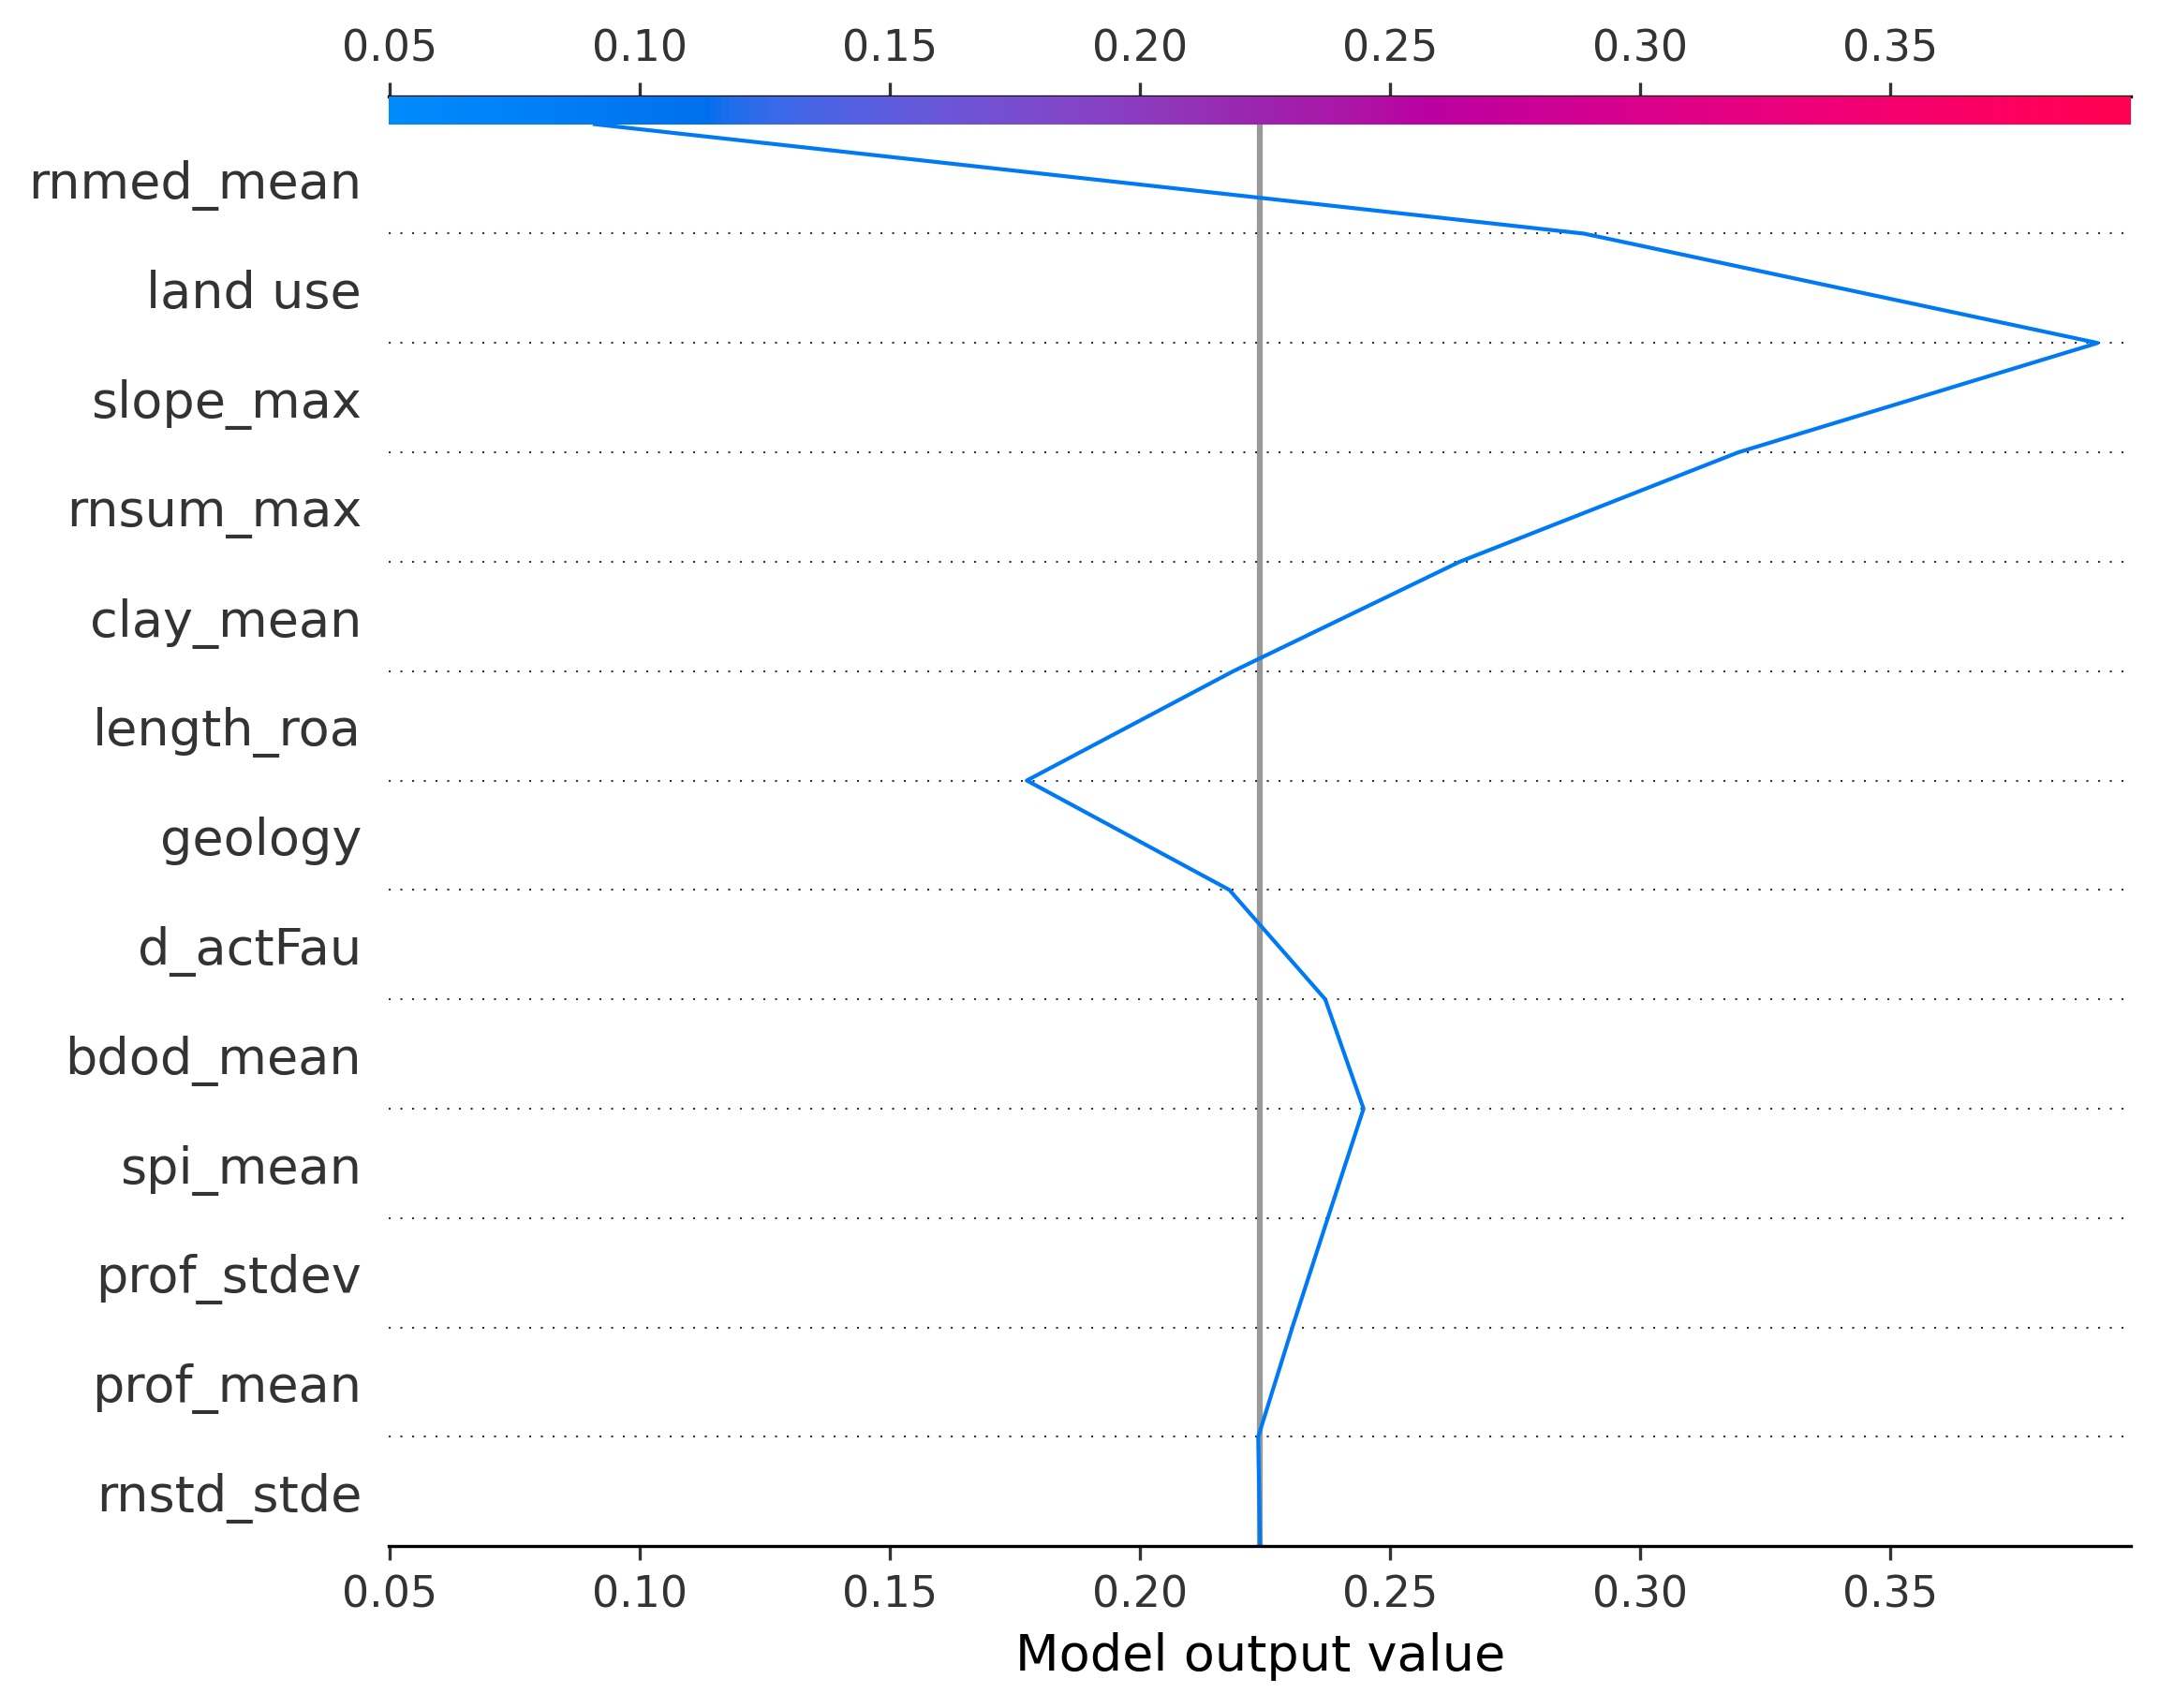 0.05 0.10 0.15 0.20 0.25 0.30 0.35
rnmed_mean
land use
slope_max
rnsum_max
clay_mean
length_roa
geology
d_actFau
bdod_mean
spi_mean
prof_stdev
prof_mean
rnstd_stde
0.05 0.10 0.15 0.20 0.25 0.30 0.35
Model output value